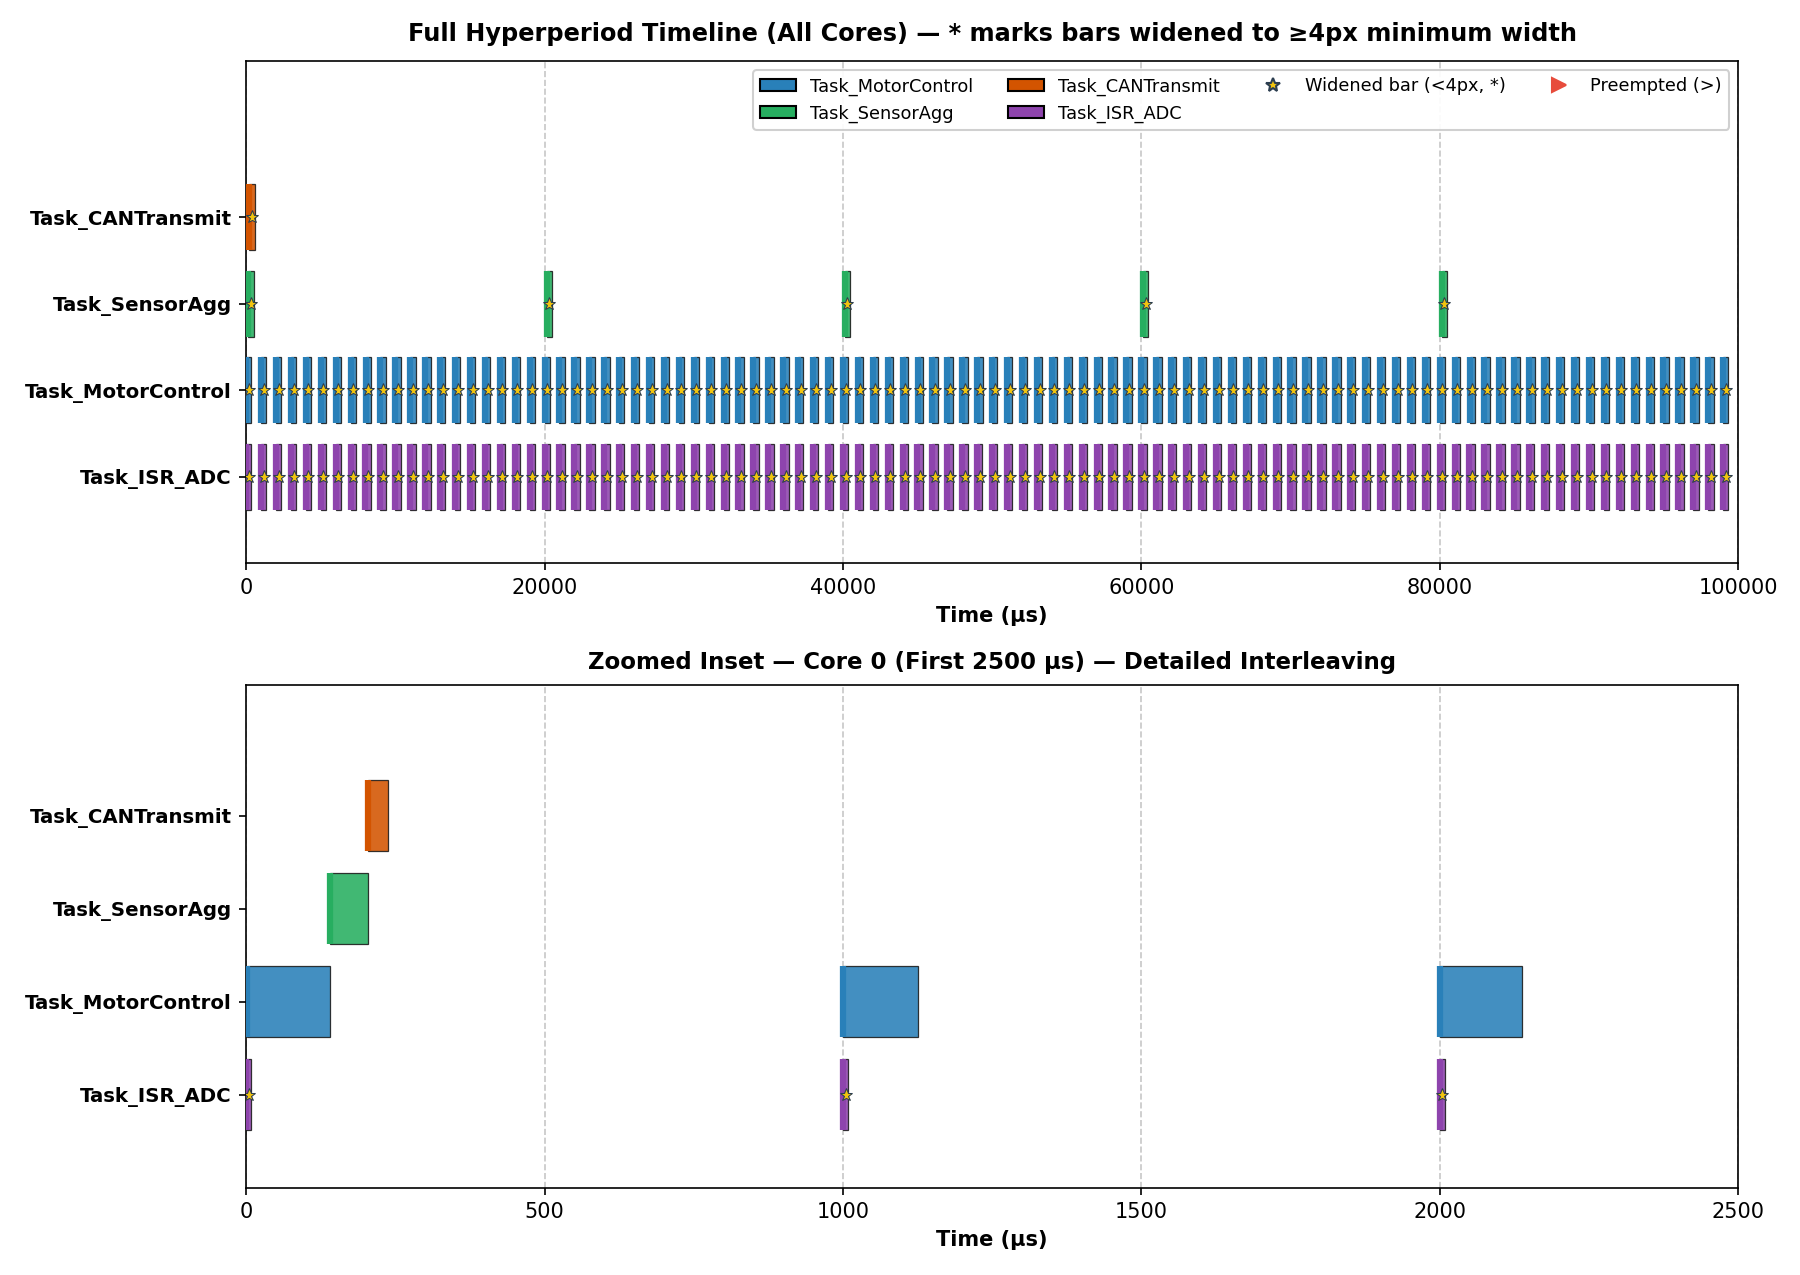 Full Hyperperiod Timeline (All Cores) — * marks bars widened to ≥4px minimum width
Task_MotorControl
Task_CANTransmit
Widened bar (<4px, *)
Preempted (>)
Task_SensorAgg
Task_ISR_ADC
Task_CANTransmit
Task_SensorAgg
Task_MotorControl
Task_ISR_ADC
0 20000 40000 60000 80000 100000
Time (µs)
Zoomed Inset — Core 0 (First 2500 µs) — Detailed Interleaving
Task_CANTransmit
Task_SensorAgg
Task_MotorControl
Task_ISR_ADC
0 500 1000 1500 2000 2500
Time (µs)